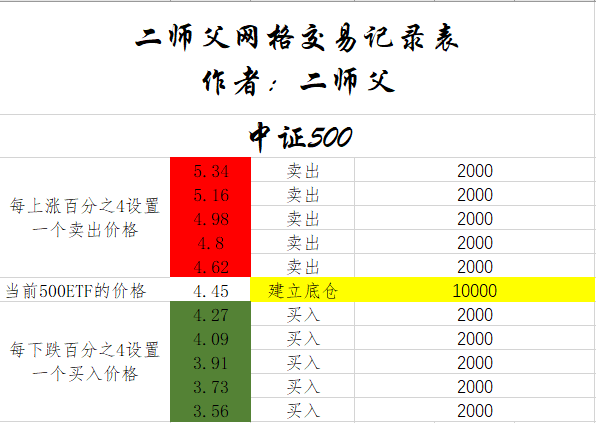 二师父网格交易记录表
作者：二师父
中证500
每上涨百分之4设置
一个卖出价格
5.34 卖出 2000
5.16 卖出 2000
4.98 卖出 2000
4.8 卖出 2000
4.62 卖出 2000
当前500ETF的价格 4.45 建立底仓 10000
每下跌百分之4设置
一个买入价格
4.27 买入 2000
4.09 买入 2000
3.91 买入 2000
3.73 买入 2000
3.56 买入 2000